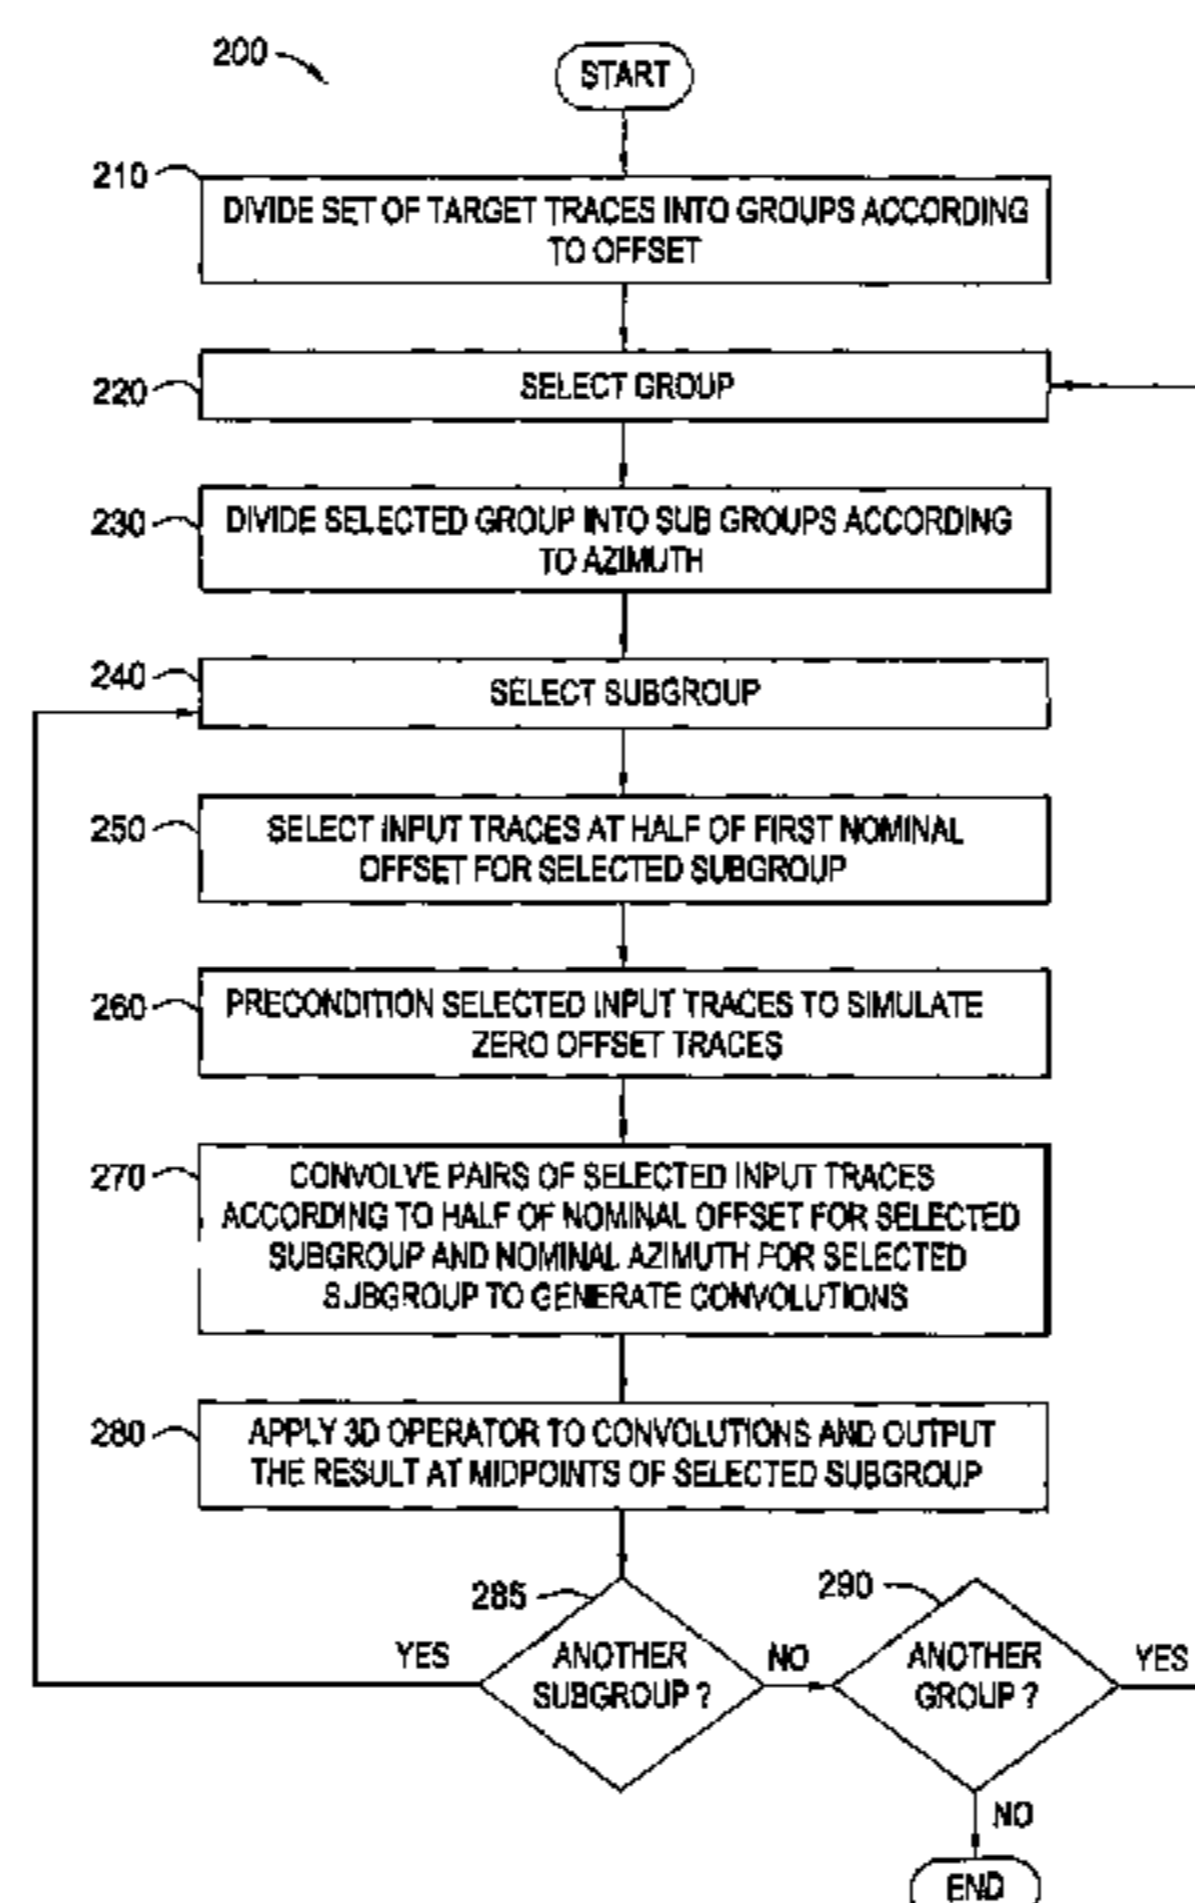 200
START
210
DIVIDE SET OF TARGET TRACES INTO GROUPS ACCORDING
TO OFFSET
220
SELECT GROUP
230
DIVIDE SELECTED GROUP INTO SUB GROUPS ACCORDING
TO AZIMUTH
240
SELECT SUBGROUP
250
SELECT INPUT TRACES AT HALF OF FIRST NOMINAL
OFFSET FOR SELECTED SUBGROUP
260
PRECONDITION SELECTED INPUT TRACES TO SIMULATE
ZERO OFFSET TRACES
270
CONVOLVE PAIRS OF SELECTED INPUT TRACES
ACCORDING TO HALF OF NOMINAL OFFSET FOR SELECTED
SUBGROUP AND NOMINAL AZIMUTH FOR SELECTED
SUBGROUP TO GENERATE CONVOLUTIONS
280
APPLY 3D OPERATOR TO CONVOLUTIONS AND OUTPUT
THE RESULT AT MIDPOINTS OF SELECTED SUBGROUP
285
290
YES
ANOTHER
SUBGROUP ?
NO
ANOTHER
GROUP ?
YES
NO
END